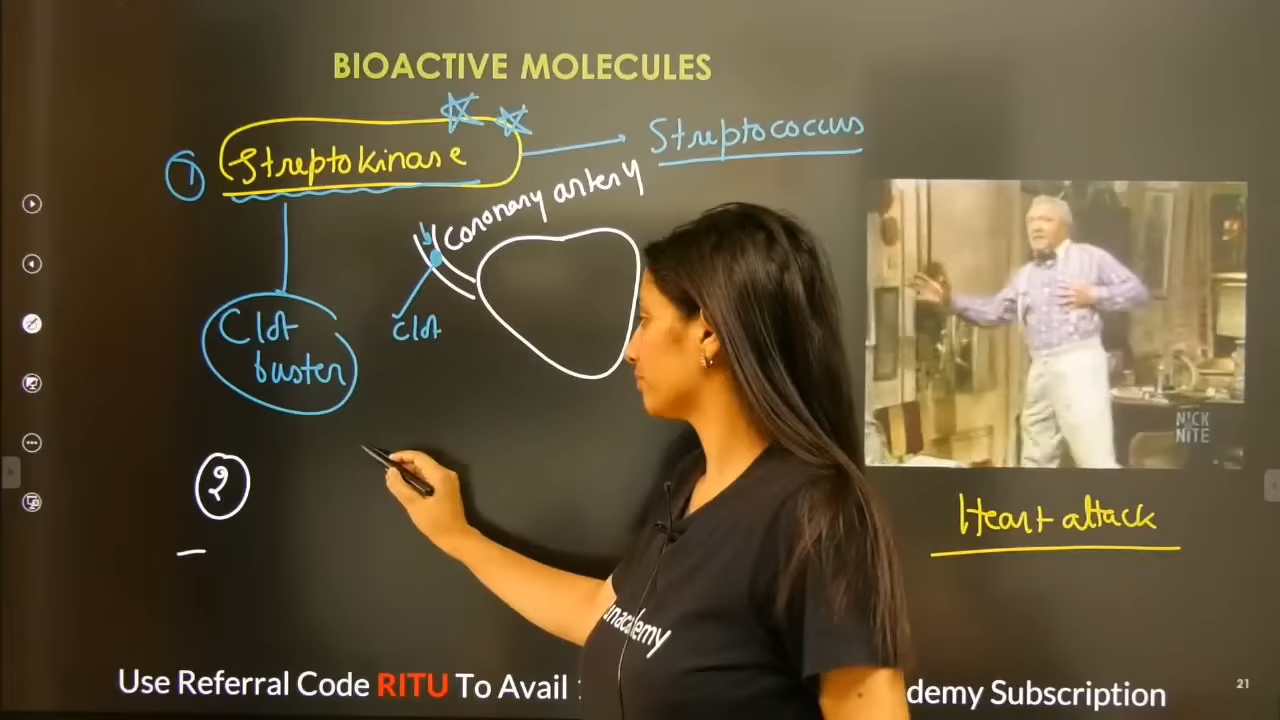 BIOACTIVE MOLECULES
① Streptokinase
Streptococcus
Coronary artery
Clot
buster
clot
2
NICK
NITE
Heart attack
unacademy
Use Referral Code RITU To Avail
demy Subscription
21